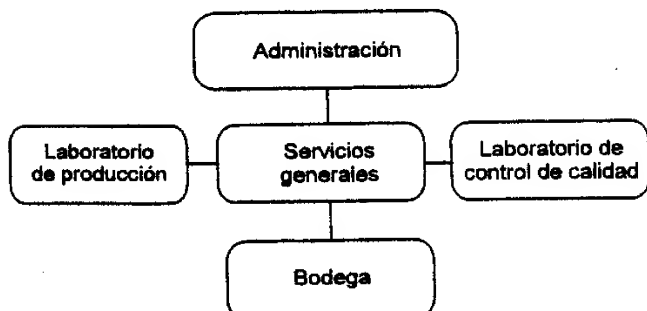 Administración
Laboratorio
de producción
Servicios
generales
Laboratorio de
control de calidad
Bodega